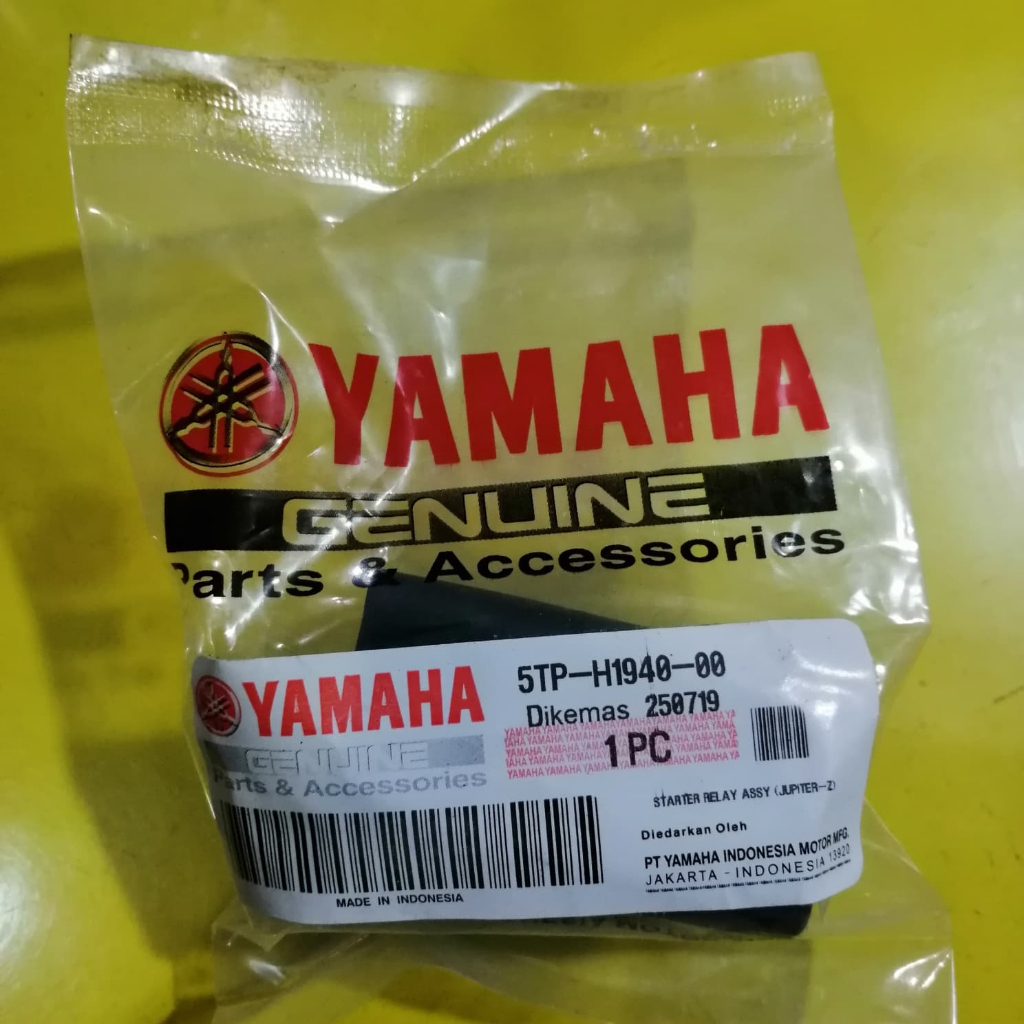 YAMAHA
GENUINE
Parts & Accessories
YAMAHA
GENUINE
Parts & Accessories
5TP-H1940-00
Dikemas 250719
1 PC
STARTER RELAY ASSY (JUPITER-Z)
Diedarkan Oleh
PT YAMAHA INDONESIA MOTOR MFG.
JAKARTA - INDONESIA 13920
MADE IN INDONESIA